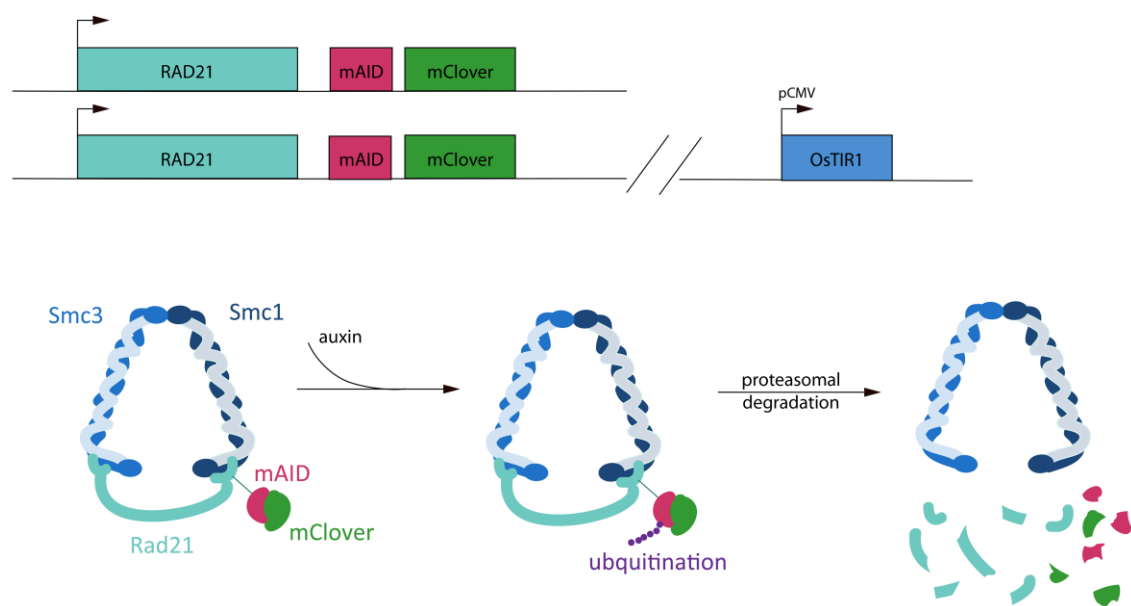 RAD21 mAID mClover
pCMV
RAD21 mAID mClover OsTIR1
Smc3 Smc1
auxin
proteasomal
degradation
mAID
mClover
Rad21
ubquitination